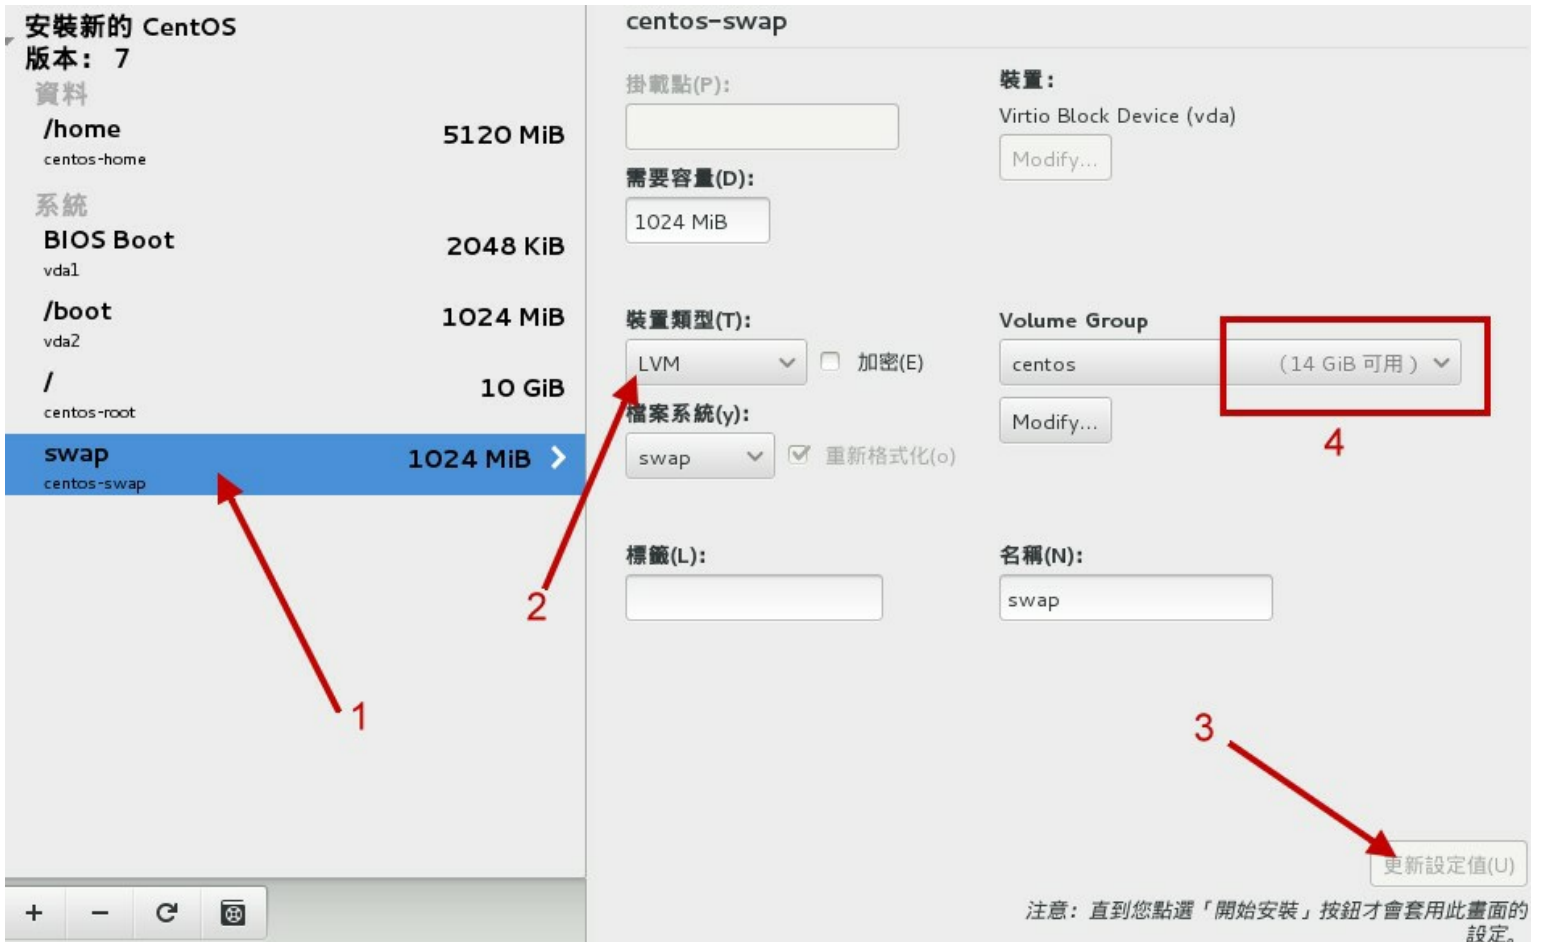 安裝新的 CentOS
版本： 7
資料
/home
5120 MiB
centos-home
系統
BIOS Boot
2048 KiB
vda1
/boot
1024 MiB
vda2
/
10 GiB
centos-root
swap
1024 MiB
centos-swap
1
centos-swap
掛載點(P):
裝置：
Virtio Block Device (vda)
Modify...
需要容量(D):
1024 MiB
裝置類型(T):
Volume Group
LVM
加密(E)
centos
（14 GiB 可用）
檔案系統(y):
Modify...
4
swap
重新格式化(o)
標籤(L):
名稱(N):
2
swap
3
更新設定值(U)
注意：直到您點選「開始安裝」按鈕才會套用此畫面的
設定。